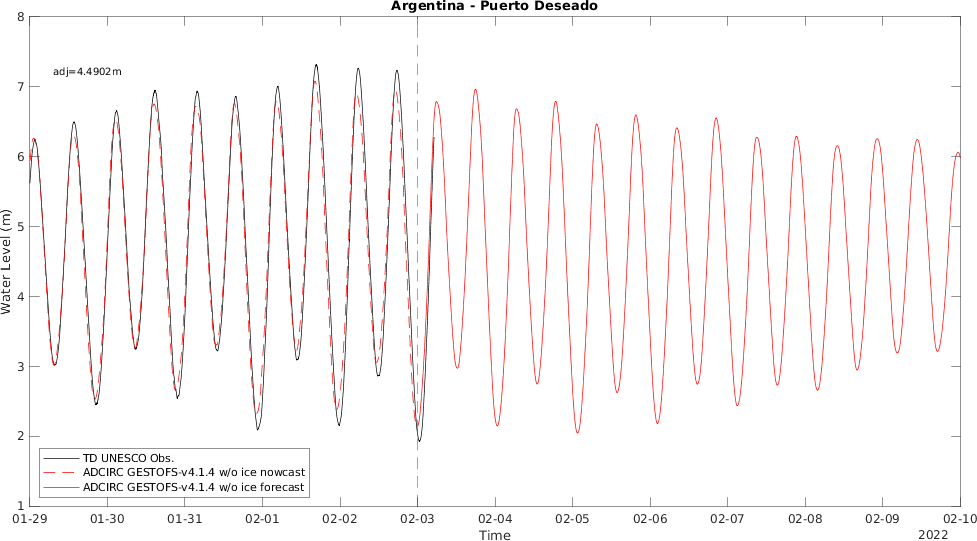 Argentina - Puerto Deseado
8
adj=4.4902m
7
6
5
4
3
2
1
Water Level (m)
TD UNESCO Obs.
ADCIRC GESTOFS-v4.1.4 w/o ice nowcast
ADCIRC GESTOFS-v4.1.4 w/o ice forecast
01-29 01-30 01-31 02-01 02-02 02-03 02-04 02-05 02-06 02-07 02-08 02-09 02-10
Time
2022